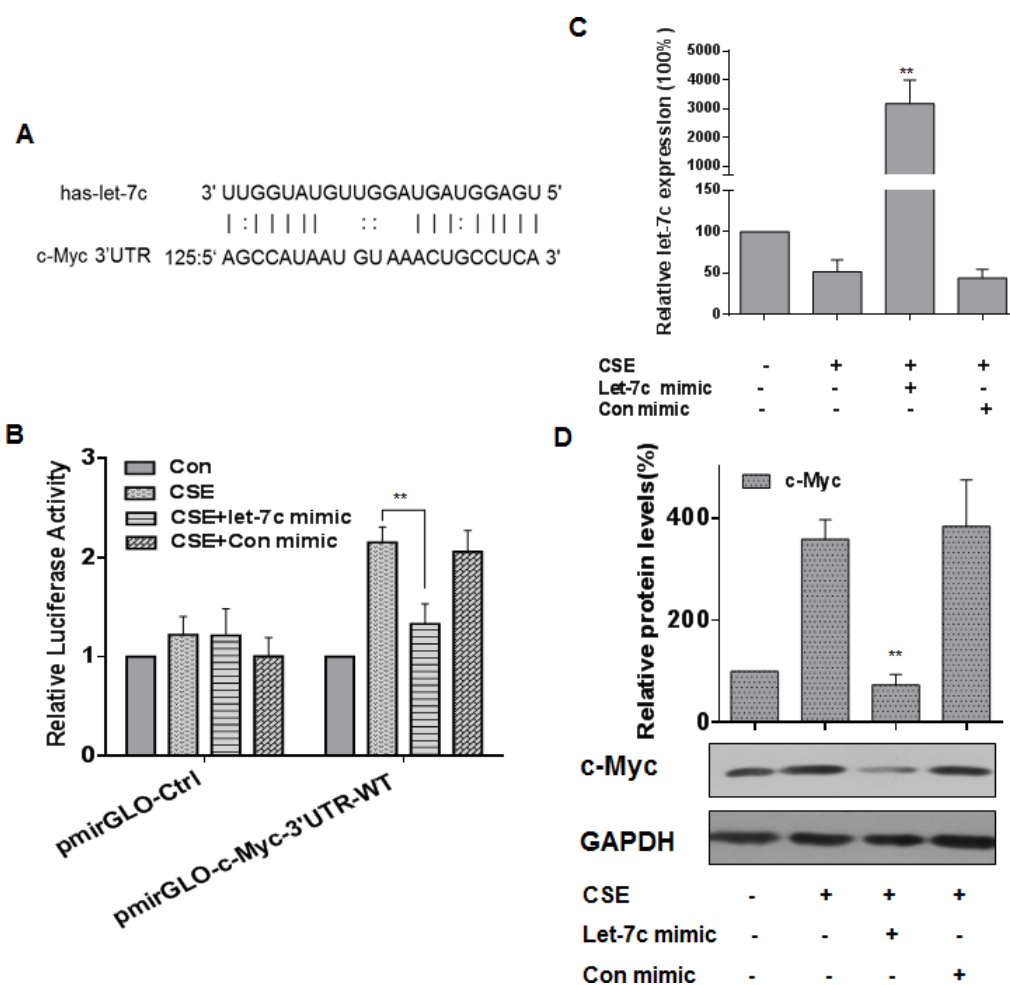 A
has-let-7c 3' UUGGUAUGUUGGAUGAUGGAGU 5'
| : | | | | | : : | | | : | | | | | |
c-Myc 3'UTR 125:5' AGCCAUAAU GU AAACUGCCUCA 3'
B
Relative Luciferase Activity
3
2
1
0
Con
CSE
CSE+let-7c mimic
CSE+Con mimic
**
pmirGLO-Ctrl
pmirGLO-c-Myc-3'UTR-WT
C
Relative let-7c expression (100%)
5000
4000
3000
2000
1000
150
100
50
0
**
CSE - + + +
Let-7c mimic - - + -
Con mimic - - - +
D
Relative protein levels(%)
400
200
0
c-Myc
**
c-Myc
GAPDH
CSE - + + +
Let-7c mimic - - + -
Con mimic - - - +